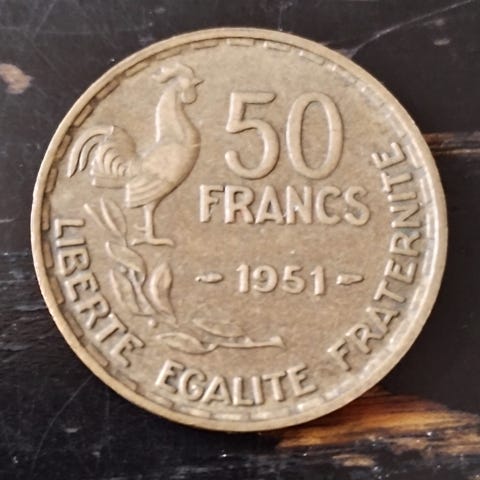 50
FRANCS
- 1951 -
LIBERTE EGALITE FRATERNITE